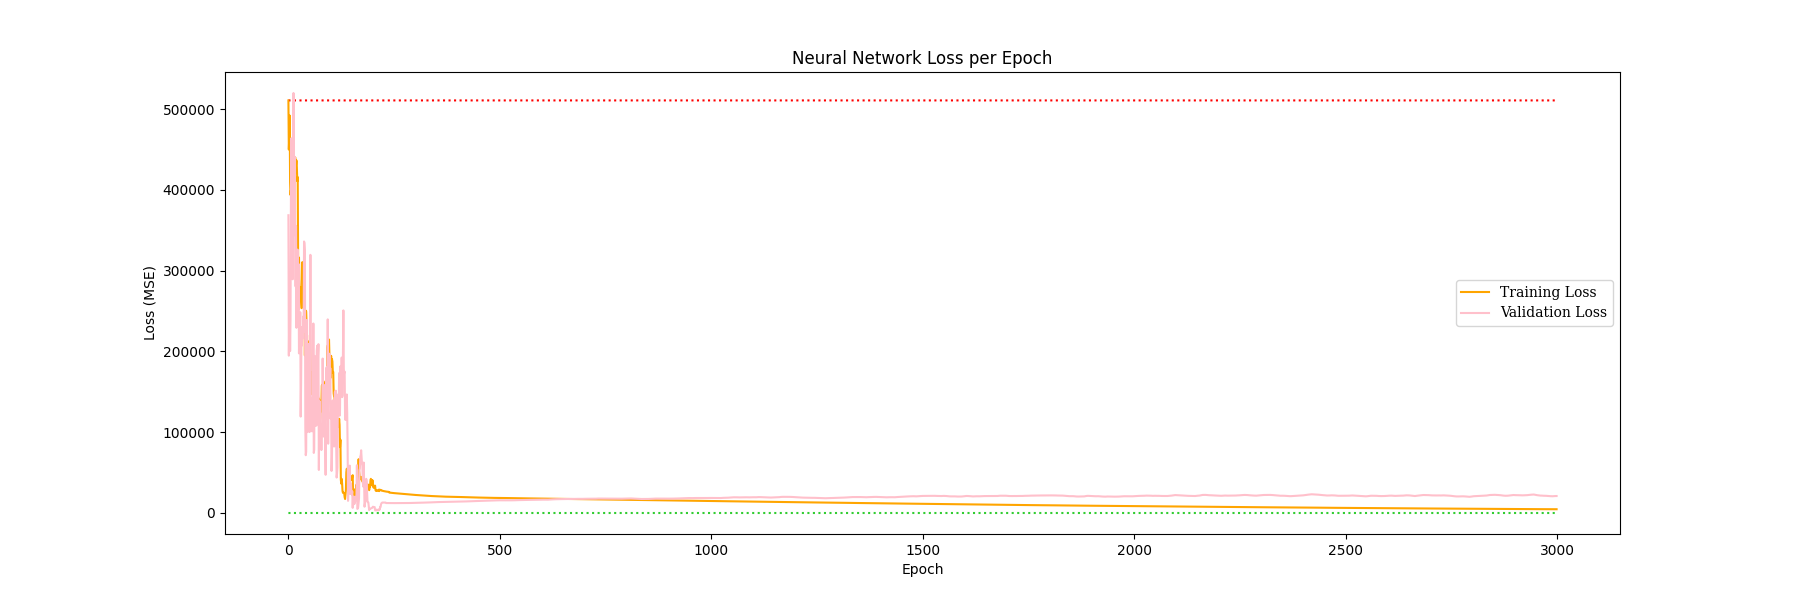 Neural Network Loss per Epoch
Loss (MSE)
500000
400000
300000
200000
100000
0
Training Loss
Validation Loss
0 500 1000 1500 2000 2500 3000
Epoch